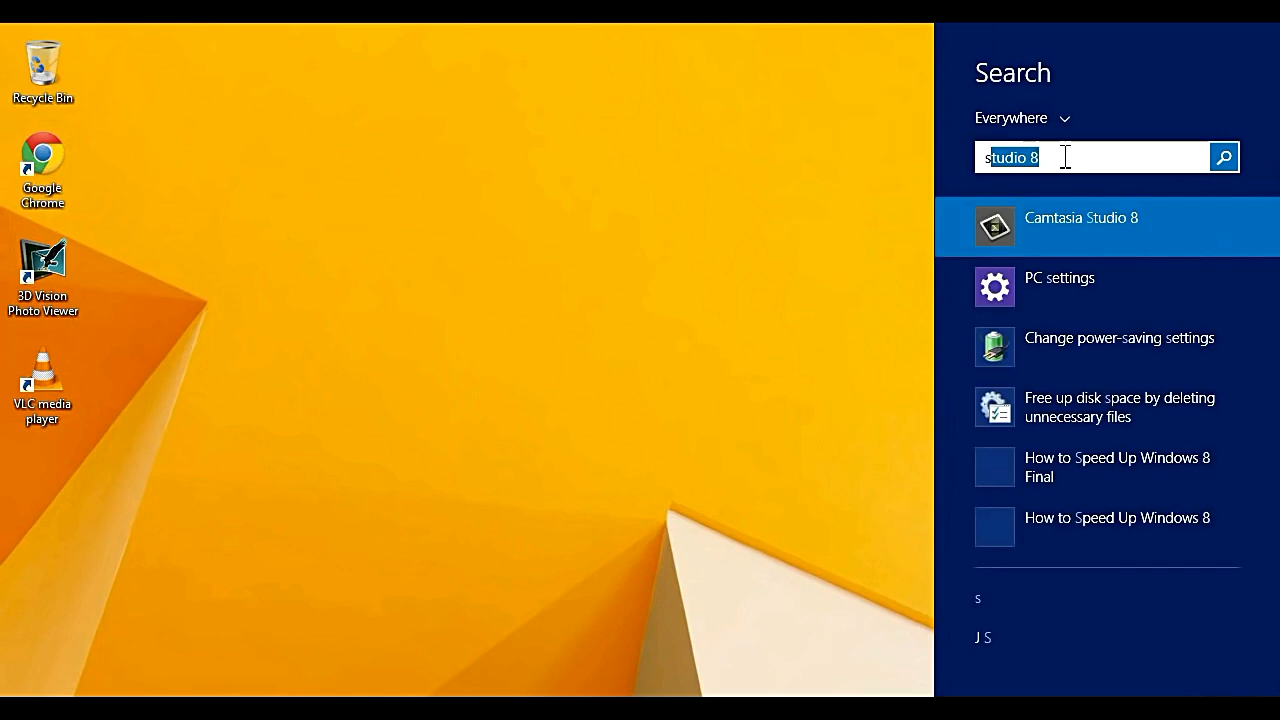 Recycle Bin
Google
Chrome
3D Vision
Photo Viewer
VLC media
player
Search
Everywhere
studio 8
Camtasia Studio 8
PC settings
Change power-saving settings
Free up disk space by deleting
unnecessary files
How to Speed Up Windows 8
Final
How to Speed Up Windows 8
s
J S